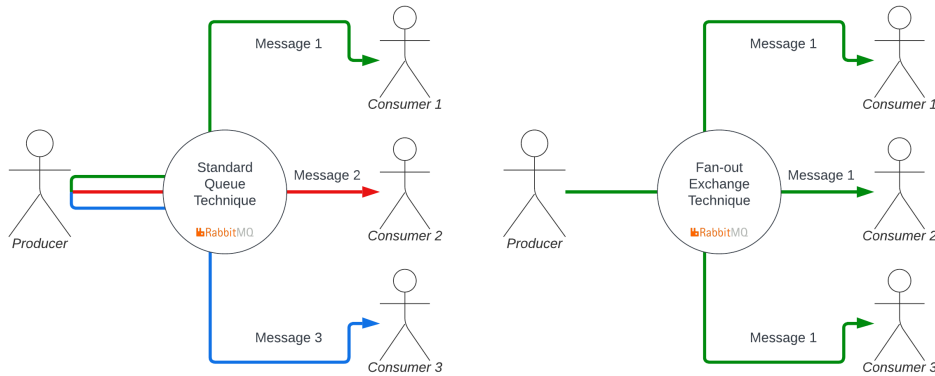 Message 1
Consumer 1
Standard
Queue
Technique
RabbitMQ
Producer
Message 2
Consumer 2
Message 3
Consumer 3
Message 1
Consumer 1
Fan-out
Exchange
Technique
RabbitMQ
Producer
Message 1
Consumer 2
Message 1
Consumer 3